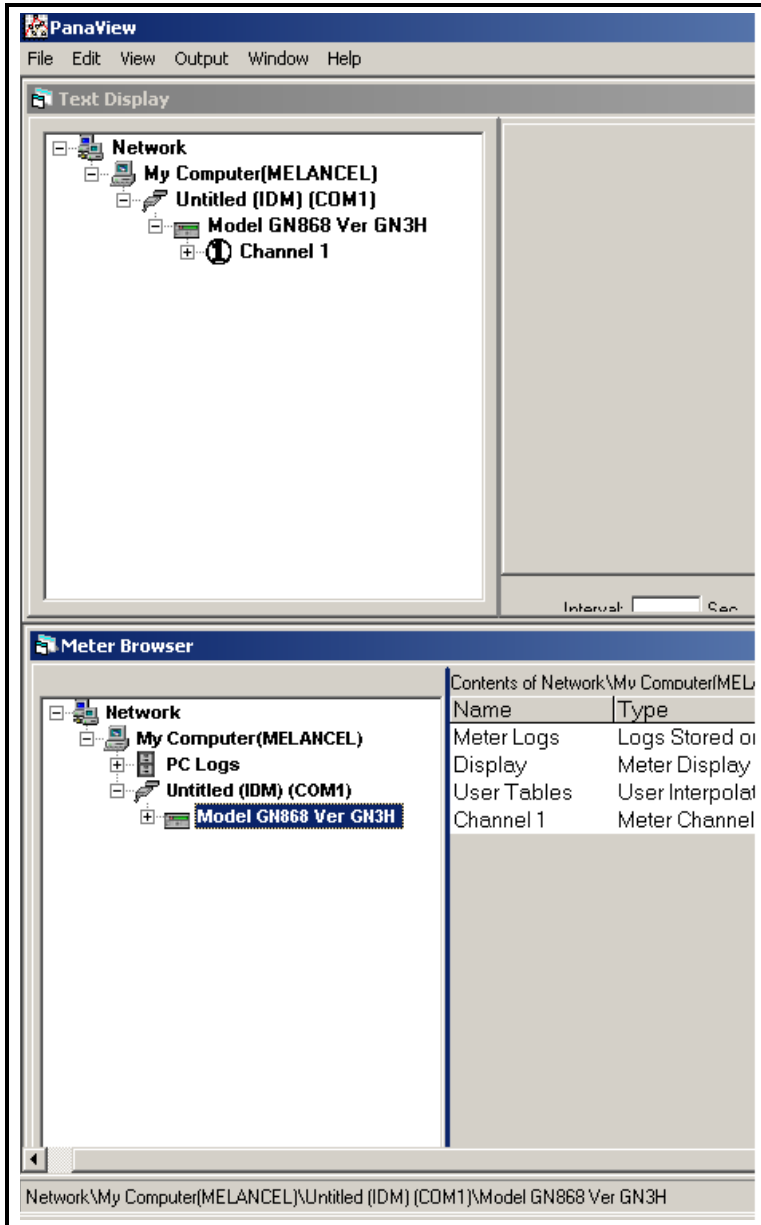 PanaView
File Edit View Output Window Help
Text Display
Network
My Computer(MELANCEL)
Untitled (IDM) (COM1)
Model GN868 Ver GN3H
1 Channel 1
Interval: Sec
Meter Browser
Network
My Computer(MELANCEL)
PC Logs
Untitled (IDM) (COM1)
Model GN868 Ver GN3H
Contents of Network\My Computer(MEL
Name Type
Meter Logs Logs Stored o
Display Meter Display
User Tables User Interpolat
Channel 1 Meter Channel
Network\My Computer(MELANCEL)\Untitled (IDM) (COM1)\Model GN868 Ver GN3H